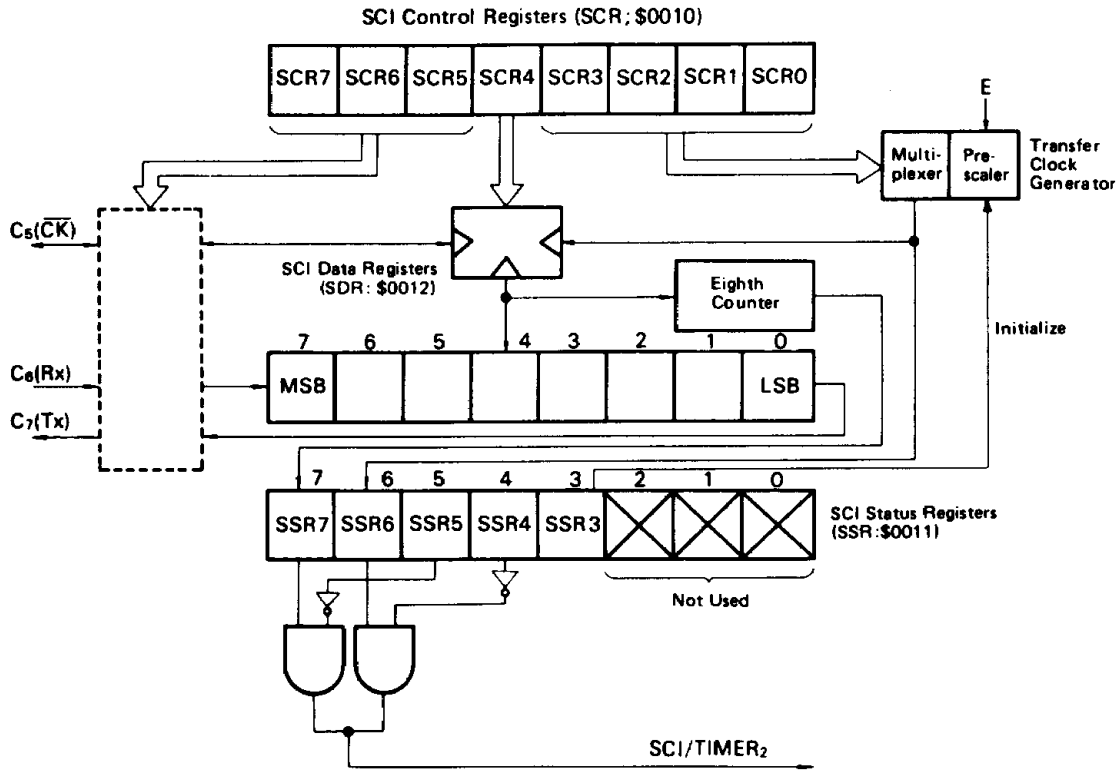 SCI Control Registers (SCR; $0010)
SCR7 SCR6 SCR5 SCR4 SCR3 SCR2 SCR1 SCR0
E
Multi-
plexer
Pre-
scaler
Transfer
Clock
Generator
C5(CK)
SCI Data Registers
(SDR: $0012)
Eighth
Counter
Initialize
7 6 5 4 3 2 1 0
C6(Rx)
MSB LSB
C7(Tx)
7 6 5 4 3 2 1 0
SSR7 SSR6 SSR5 SSR4 SSR3
SCI Status Registers
(SSR:$0011)
Not Used
SCI/TIMER2